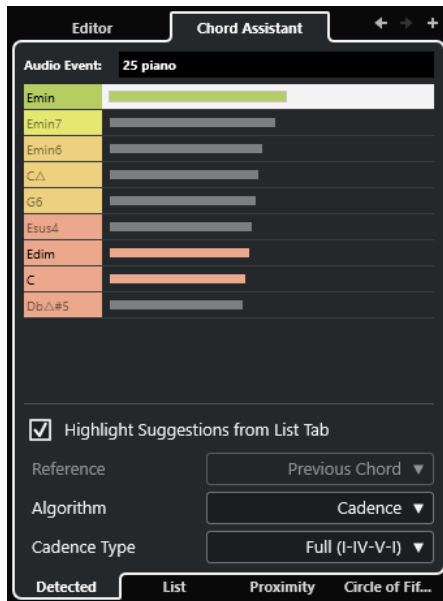 Editor Chord Assistant
Audio Event: 25 piano
Emin
Emin7
Emin6
C△
G6
Esus4
Edim
C
Db△#5
Highlight Suggestions from List Tab
Reference Previous Chord
Algorithm Cadence
Cadence Type Full (I-IV-V-I)
Detected List Proximity Circle of Fif...